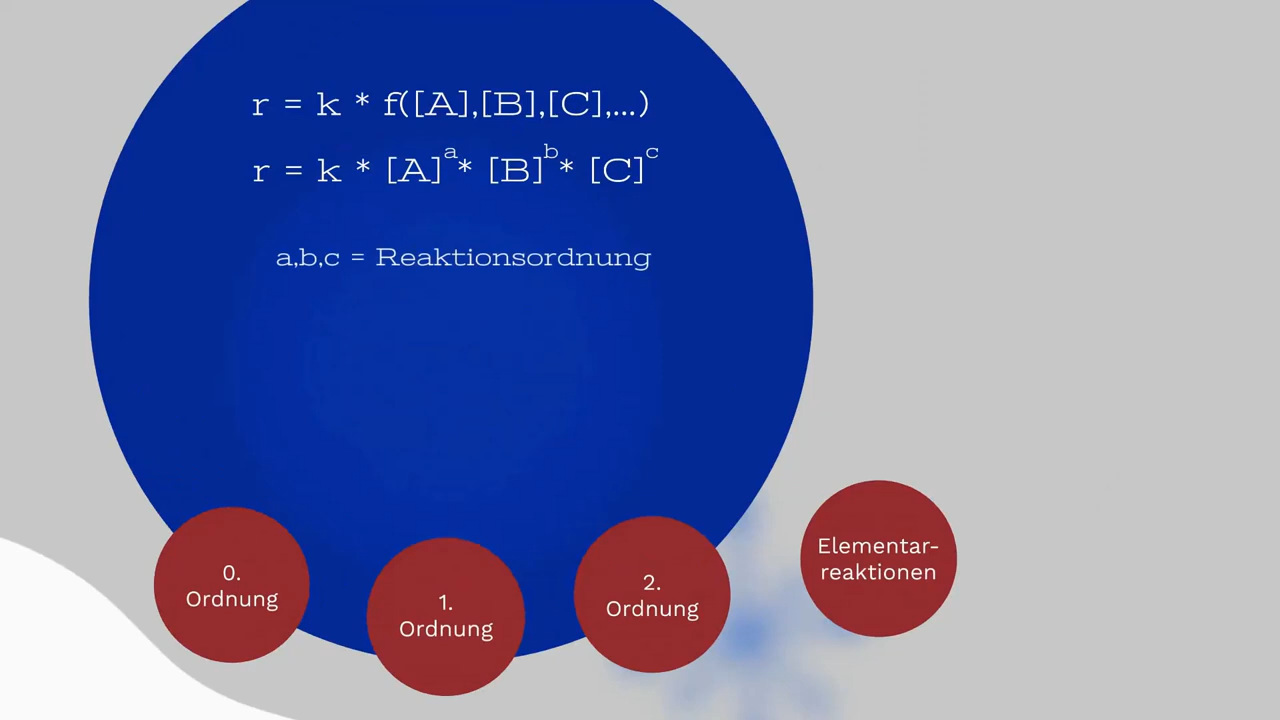 r = k * f([A],[B],[C],...)
r = k * [A]^a * [B]^b * [C]^c
a,b,c = Reaktionsordnung
0.
Ordnung
1.
Ordnung
2.
Ordnung
Elementar-
reaktionen